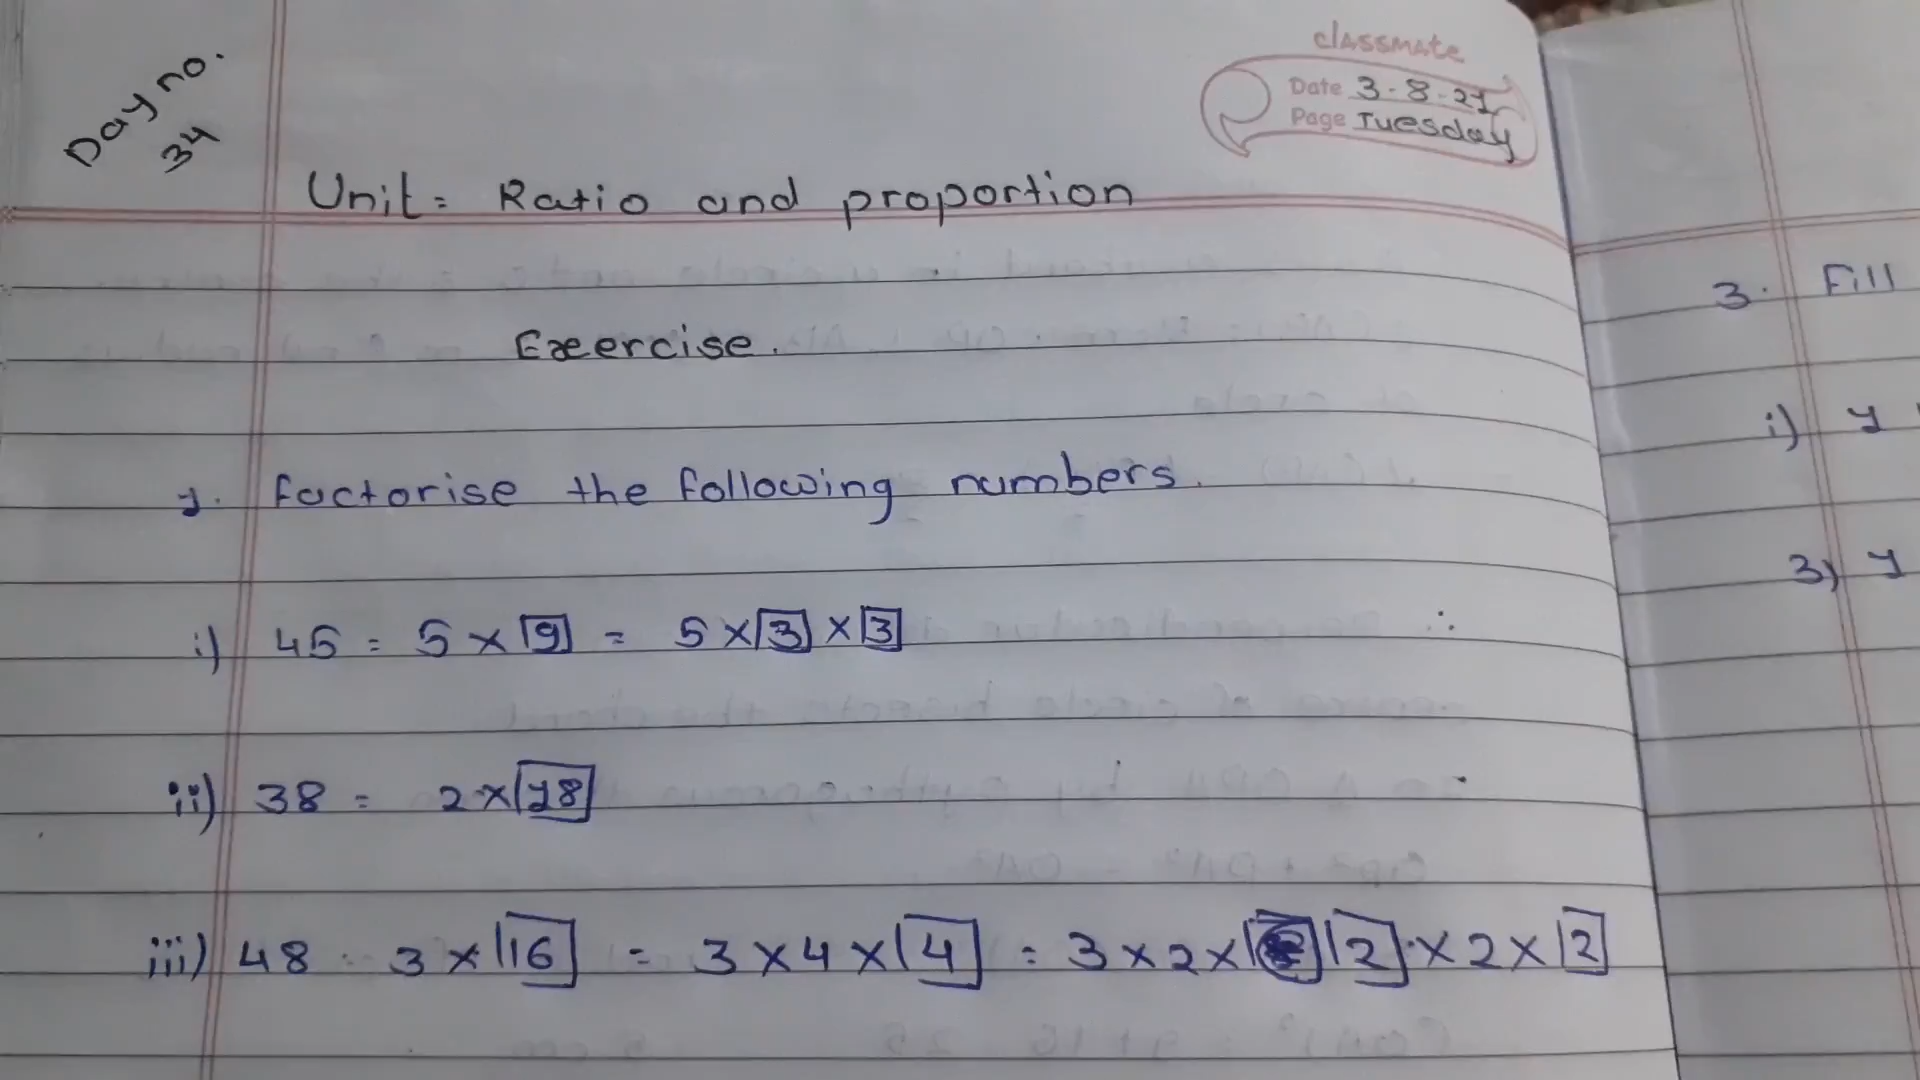 Day no.
34
classmate
Date 3-8-21
Page Tuesday
Unit = Ratio and proportion
Exercise.
1. Factorise the following numbers.
i) 45 = 5 × 9 = 5 × 3 × 3
ii) 38 = 2 × 18
iii) 48 = 3 × 16 = 3 × 4 × 4 = 3 × 2 × 2 × 2 × 2
3. Fill
i) 1
3) 1